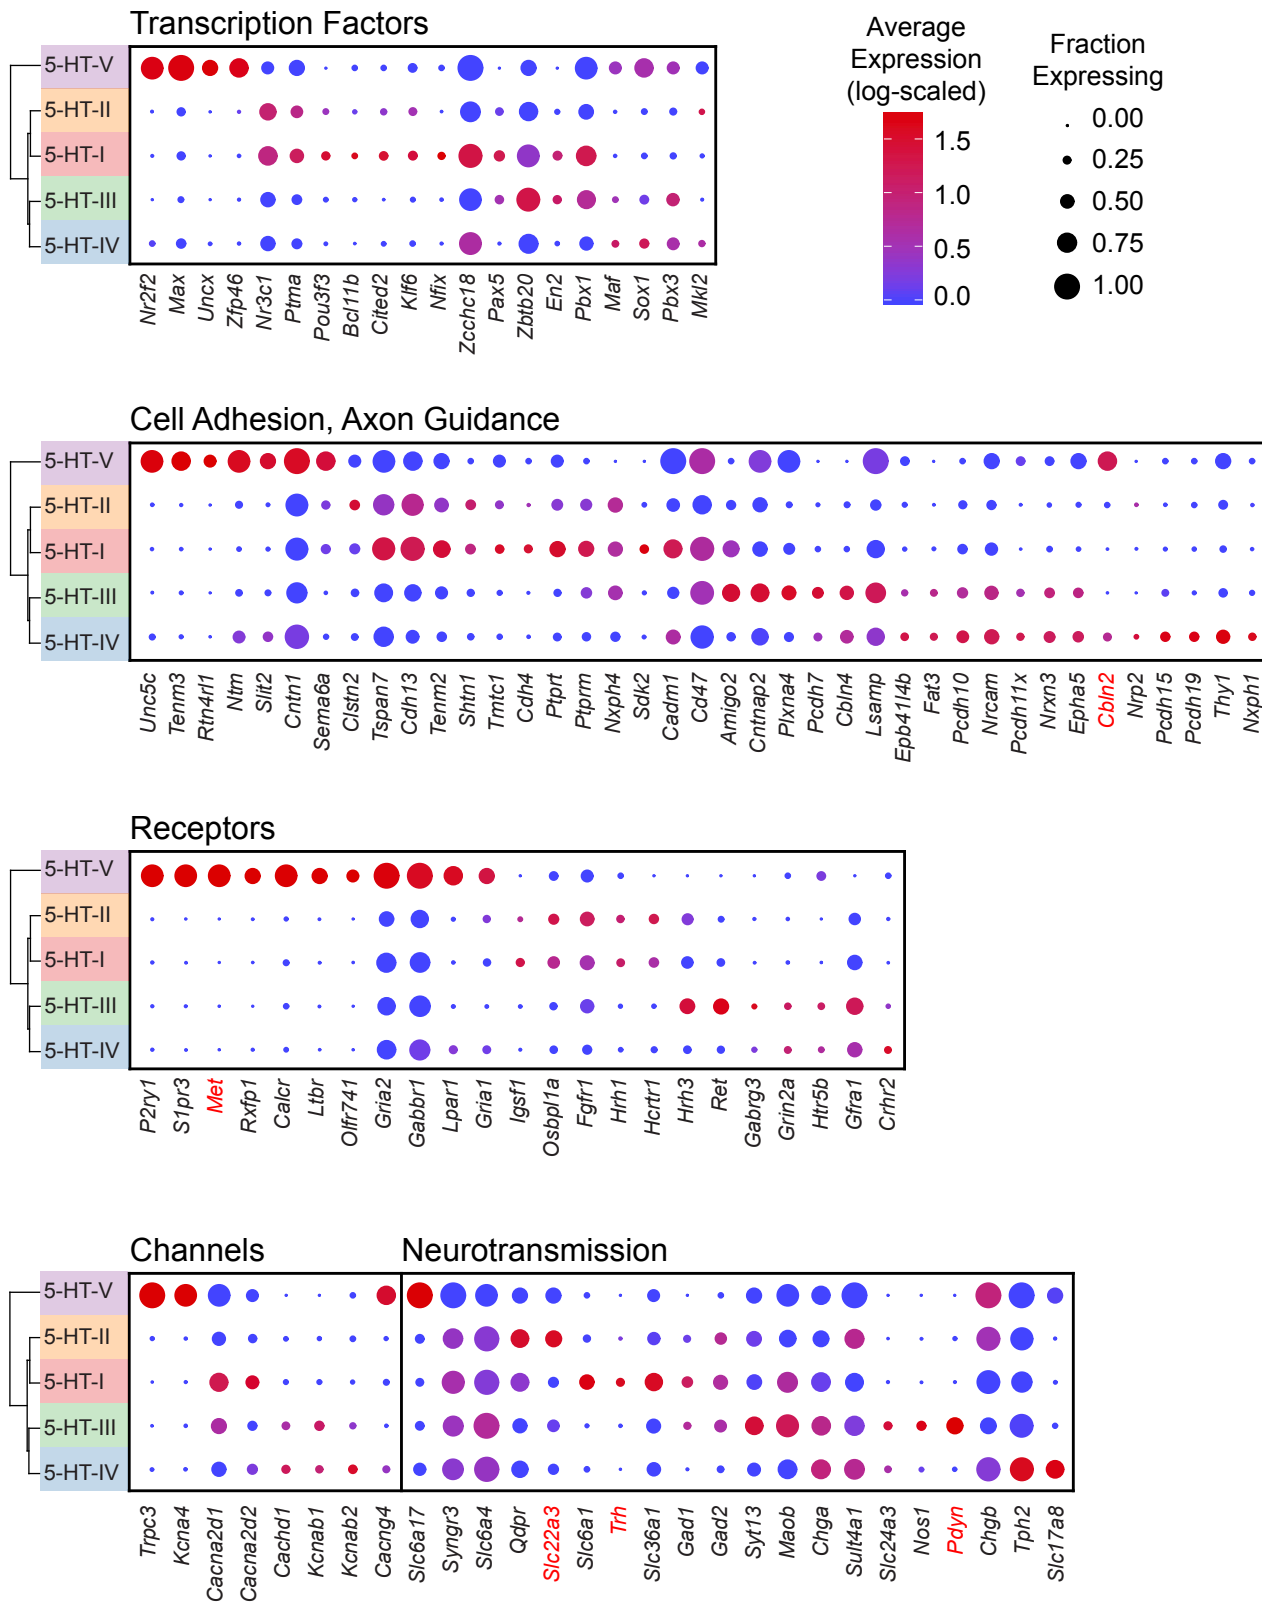 Transcription Factors
5-HT-V
5-HT-II
5-HT-I
5-HT-III
5-HT-IV
Nr2f2 Max Uncx Zfp46 Nr3c1 Ptma Pou3f3 Bcl11b Cited2 Klf6 Nfix Zcchc18 Pax5 Zbtb20 En2 Pbx1 Maf Sox1 Pbx3 Mkl2
Average
Expression
(log-scaled)
1.5
1.0
0.5
0.0
Fraction
Expressing
0.00
0.25
0.50
0.75
1.00
Cell Adhesion, Axon Guidance
5-HT-V
5-HT-II
5-HT-I
5-HT-III
5-HT-IV
Unc5c Tenm3 Rtn4rl1 Ntm Slit2 Cntn1 Sema6a Clstn2 Tspan7 Cdh13 Tenm2 Shtn1 Tmtc1 Cdh4 Ptprt Ptprm Nxph4 Sdk2 Cadm1 Cd47 Amigo2 Cntnap2 Plxna4 Pcdh7 Cbln4 Lsamp Epb41l4b Fat3 Pcdh10 Nrcam Pcdh11x Nrxn3 Epha5 Cbln2 Nrp2 Pcdh15 Pcdh19 Thy1 Nxph1
Receptors
5-HT-V
5-HT-II
5-HT-I
5-HT-III
5-HT-IV
P2ry1 S1pr3 Met Rxfp1 Calcr Ltbr Olfr741 Gria2 Gabbr1 Lpar1 Gria1 Igsf1 Osbpl1a Fgfr1 Hrh1 Hcrtr1 Hrh3 Ret Gabrg3 Grin2a Htr5b Gfra1 Crhr2
Channels
Neurotransmission
5-HT-V
5-HT-II
5-HT-I
5-HT-III
5-HT-IV
Trpc3 Kcna4 Cacna2d1 Cacna2d2 Cachd1 Kcnab1 Kcnab2 Cacng4 Slc6a17 Syngr3 Slc6a4 Qdpr Slc22a3 Slc6a1 Trh Slc36a1 Gad1 Gad2 Syt13 Maob Chga Sult4a1 Slc24a3 Nos1 Pdyn Chgb Tph2 Slc17a8